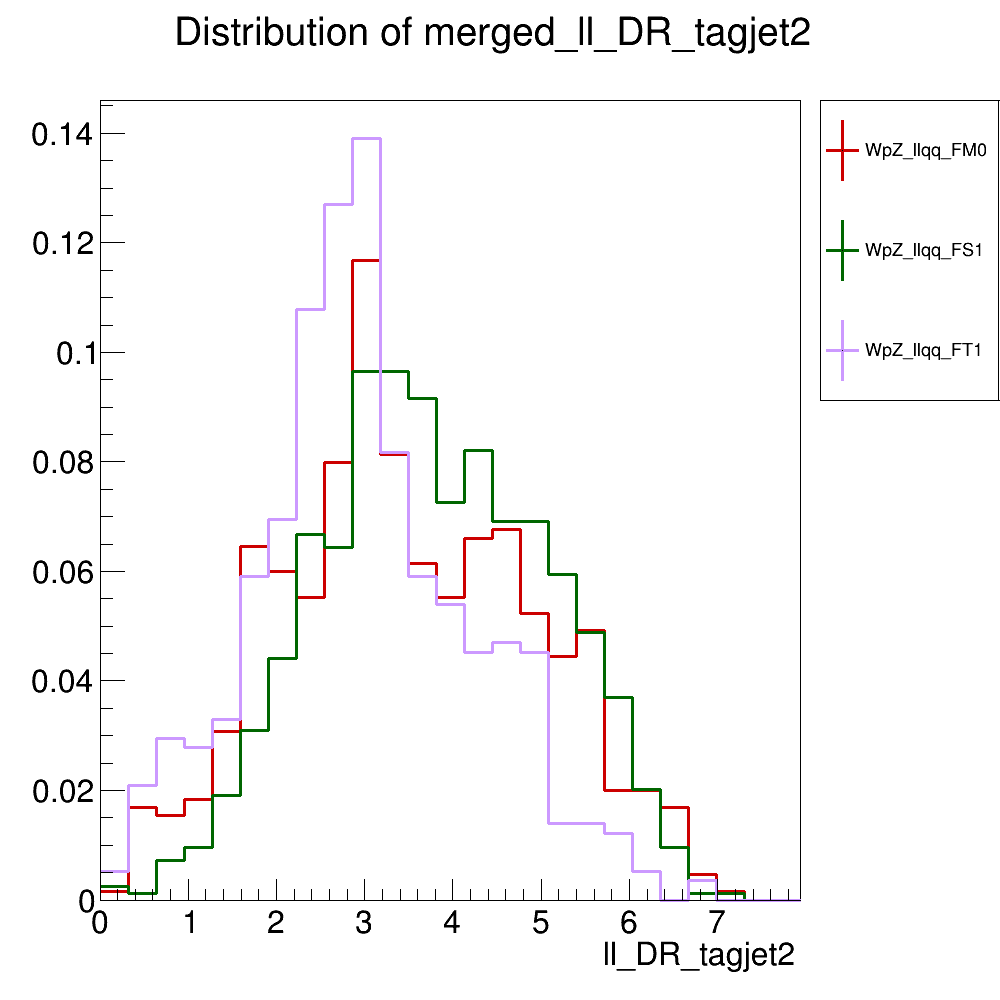 Distribution of merged_ll_DR_tagjet2
0.14
0.12
0.1
0.08
0.06
0.04
0.02
0
0 1 2 3 4 5 6 7
ll_DR_tagjet2
WpZ_llqq_FM0
WpZ_llqq_FS1
WpZ_llqq_FT1